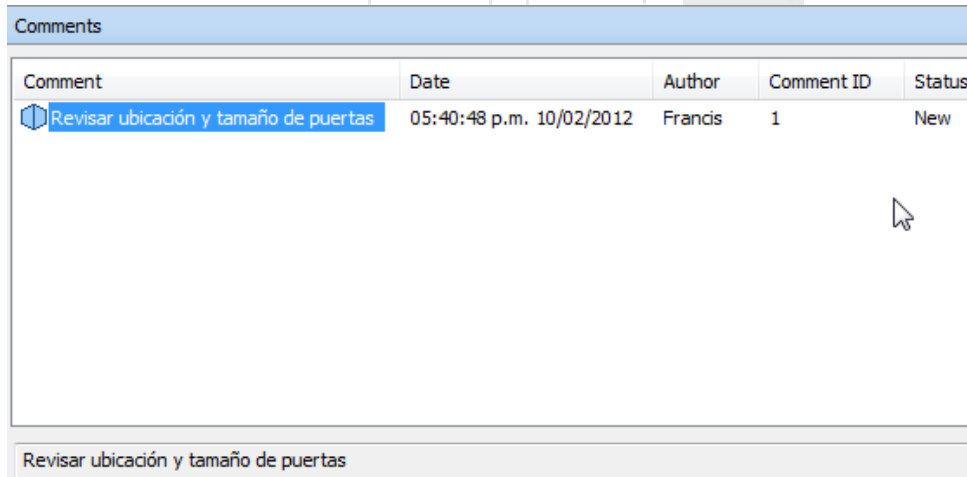 Comments
Comment Date Author Comment ID Status
Revisar ubicación y tamaño de puertas 05:40:48 p.m. 10/02/2012 Francis 1 New
Revisar ubicación y tamaño de puertas